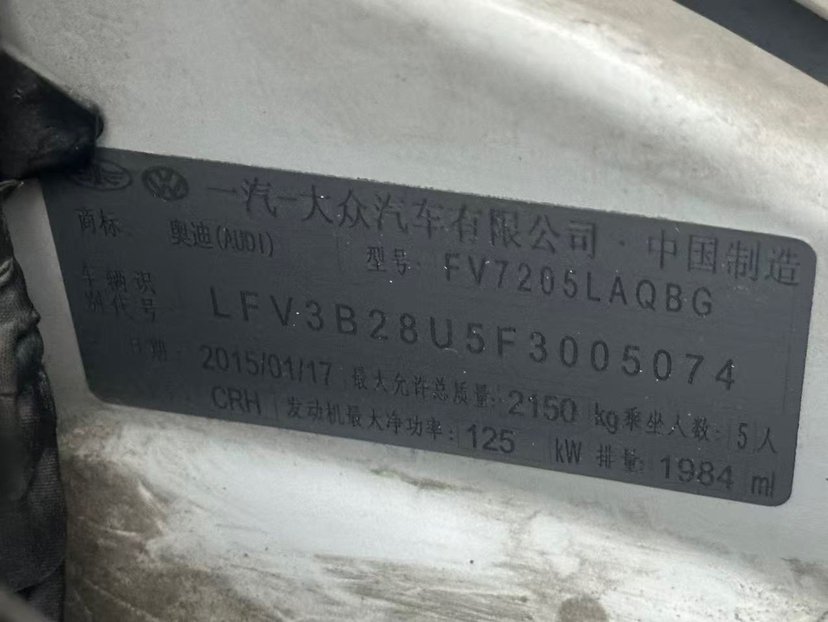 一汽-大众汽车有限公司·中国制造
商标 奥迪(AUDI) 型号 FV7205LAQBG
车辆识别代号 LFV3B28U5F3005074
日期: 2015/01/17 最大允许总质量: 2150 kg 乘坐人数: 5 人
CRH 发动机最大净功率: 125 kW 排量: 1984 ml